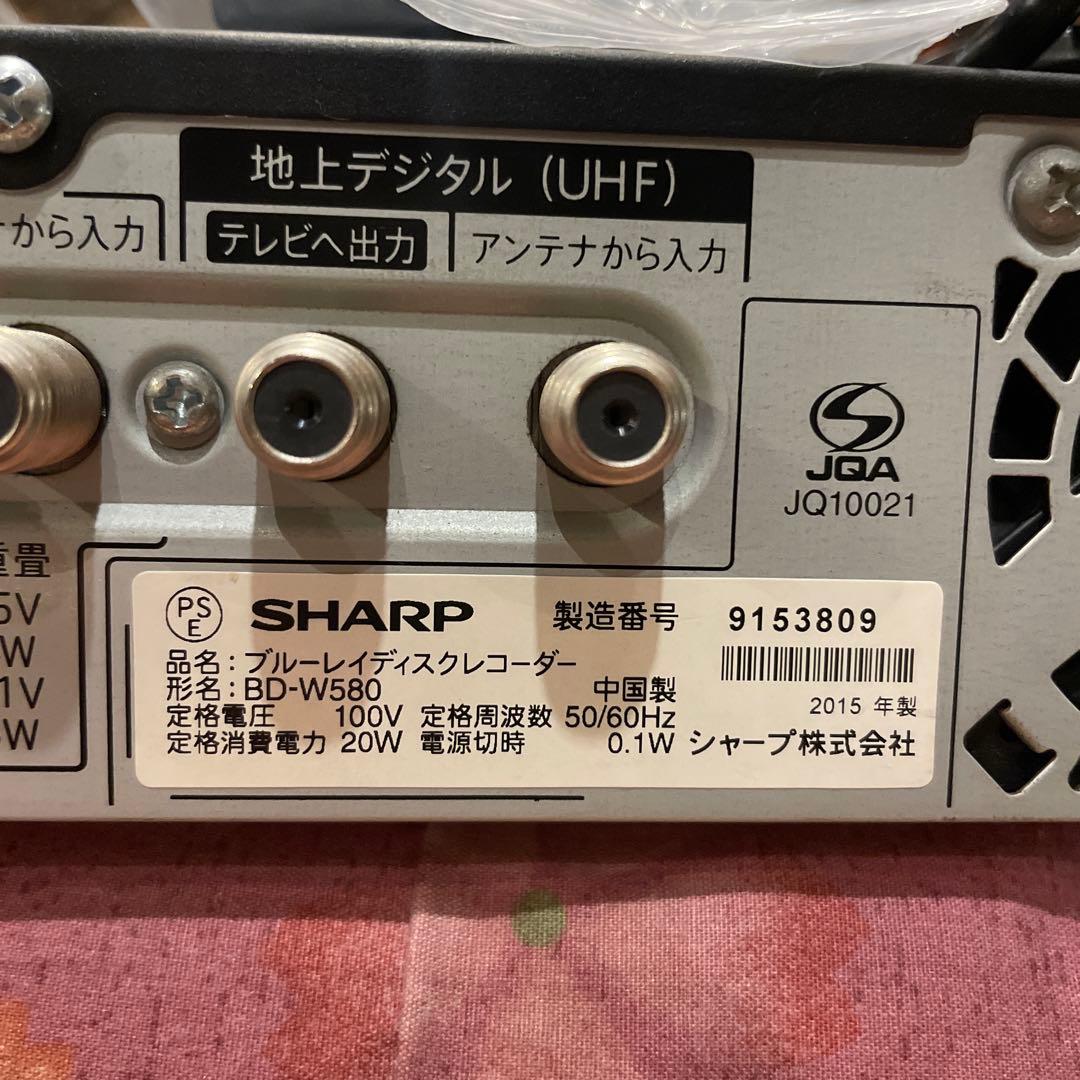 地上デジタル (UHF)
ナから入力
テレビへ出力
アンテナから入力
JQA
JQ10021
重畳
5V
W
1V
W
PSE
SHARP 製造番号 9153809
品名:ブルーレイディスクレコーダー
形名:BD-W580 中国製
2015 年製
定格電圧 100V 定格周波数 50/60Hz
定格消費電力 20W 電源切時 0.1W シャープ株式会社